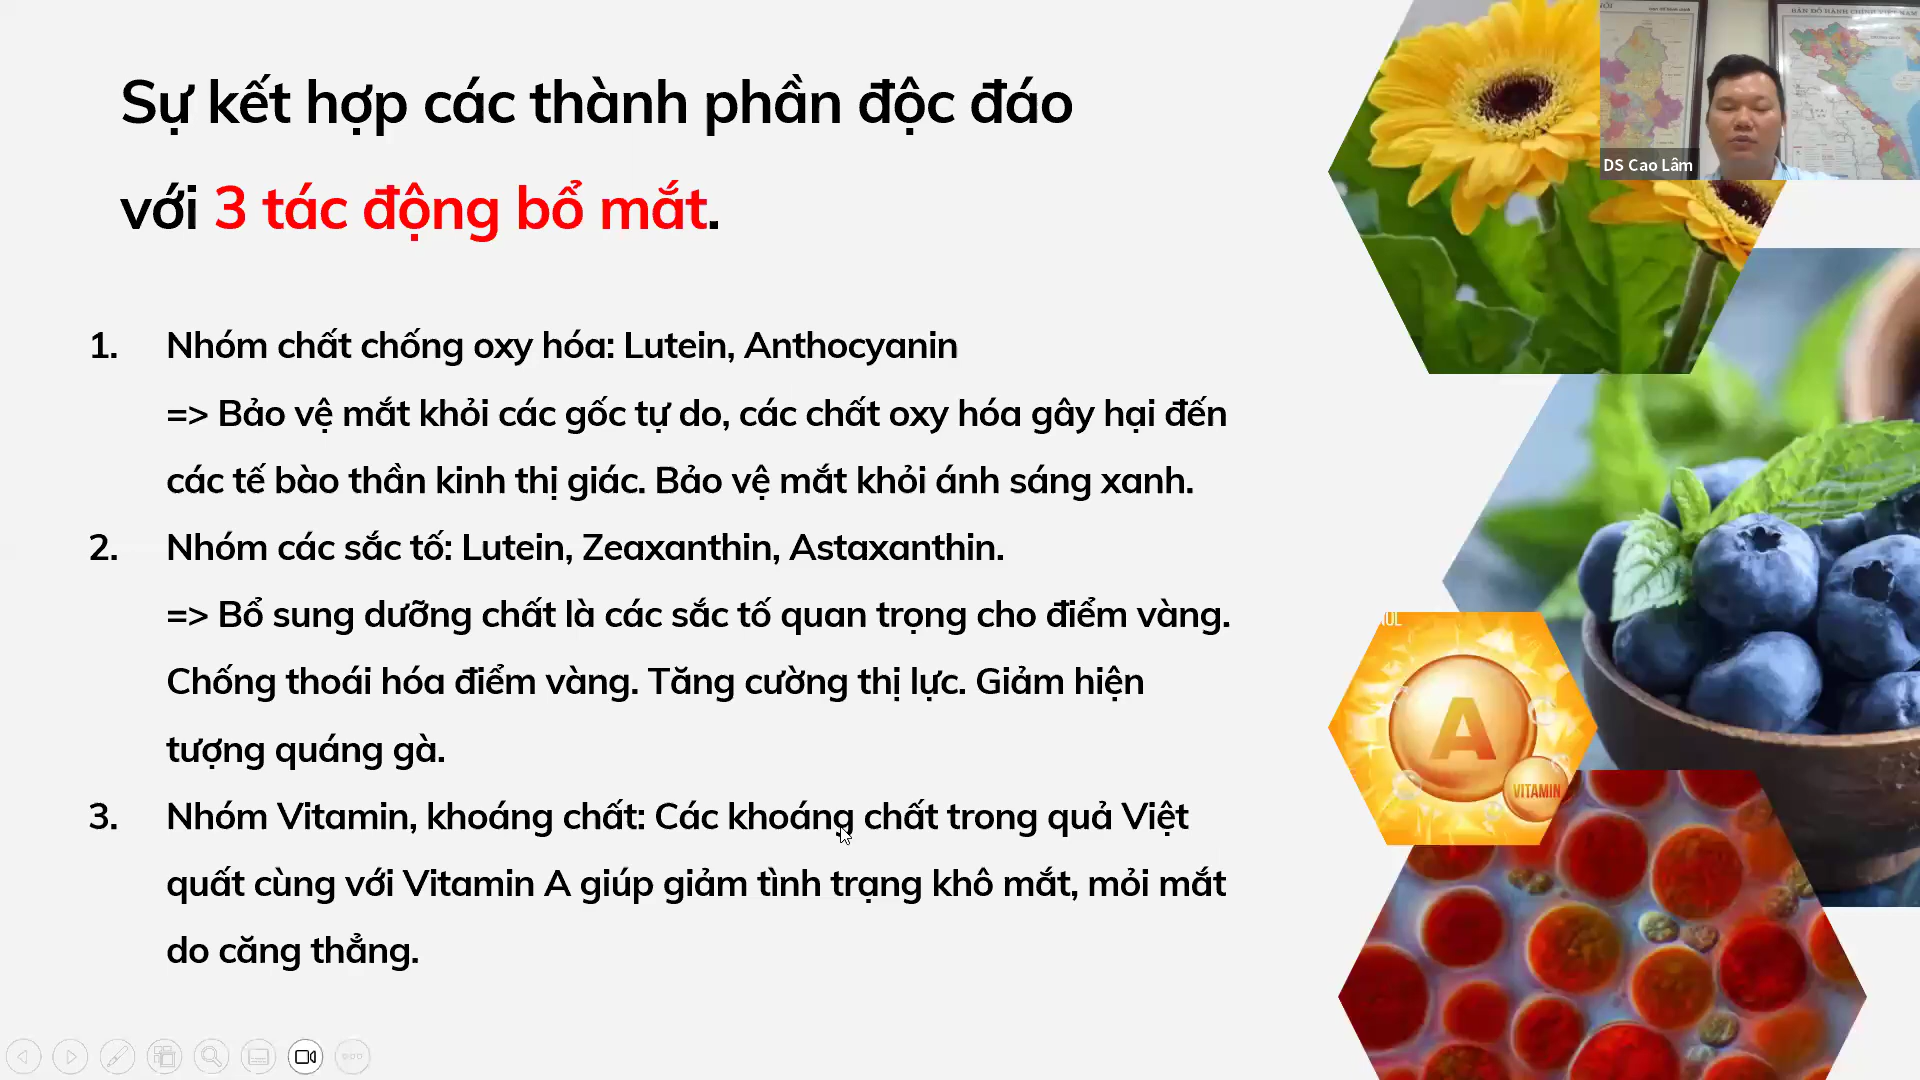 Sự kết hợp các thành phần độc đáo
với 3 tác động bổ mắt.
1. Nhóm chất chống oxy hóa: Lutein, Anthocyanin
=> Bảo vệ mắt khỏi các gốc tự do, các chất oxy hóa gây hại đến
các tế bào thần kinh thị giác. Bảo vệ mắt khỏi ánh sáng xanh.
2. Nhóm các sắc tố: Lutein, Zeaxanthin, Astaxanthin.
=> Bổ sung dưỡng chất là các sắc tố quan trọng cho điểm vàng.
Chống thoái hóa điểm vàng. Tăng cường thị lực. Giảm hiện
tượng quáng gà.
3. Nhóm Vitamin, khoáng chất: Các khoáng chất trong quả Việt
quất cùng với Vitamin A giúp giảm tình trạng khô mắt, mỏi mắt
do căng thẳng.
BẢN ĐỒ HÀNH CHÍNH VIỆT NAM
DS Cao Lâm
A
VITAMIN